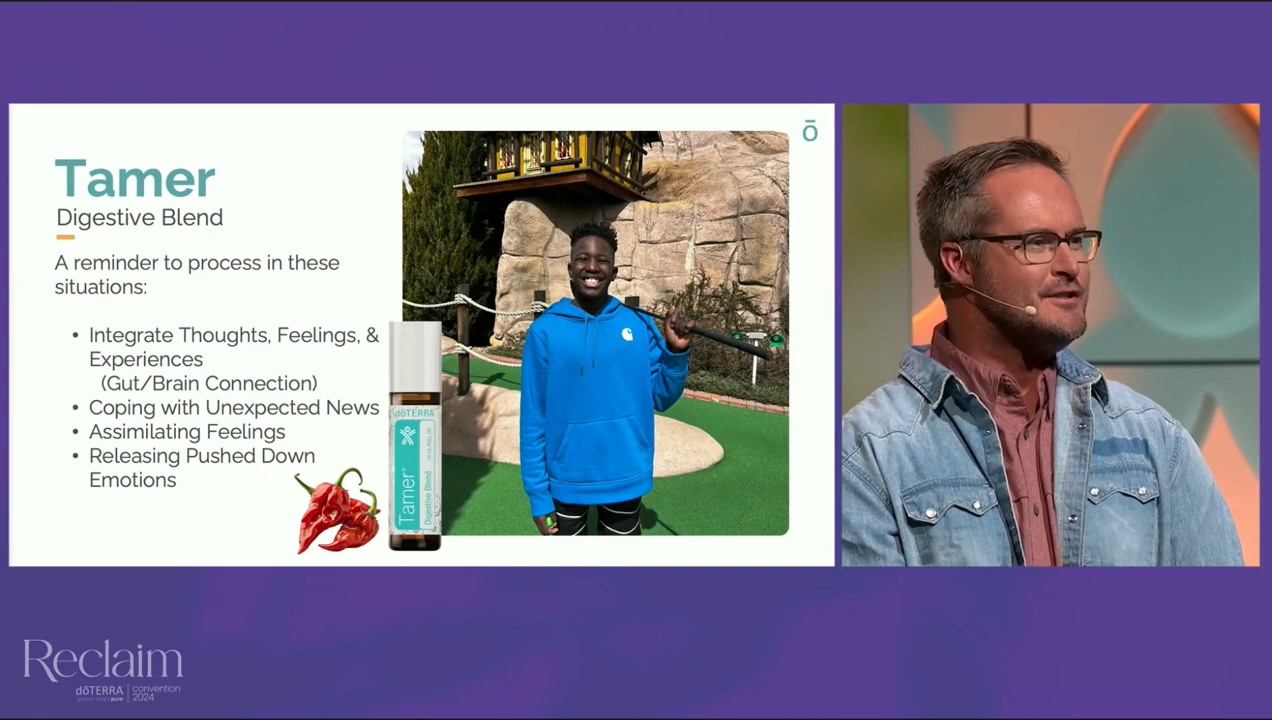 Tamer
Digestive Blend
A reminder to process in these
situations:
• Integrate Thoughts, Feelings, &
Experiences
(Gut/Brain Connection)
• Coping with Unexpected News
• Assimilating Feelings
• Releasing Pushed Down
Emotions
ō
dōTERRA
Tamer®
Digestive Blend
Reclaim
dōTERRA
convention
2024